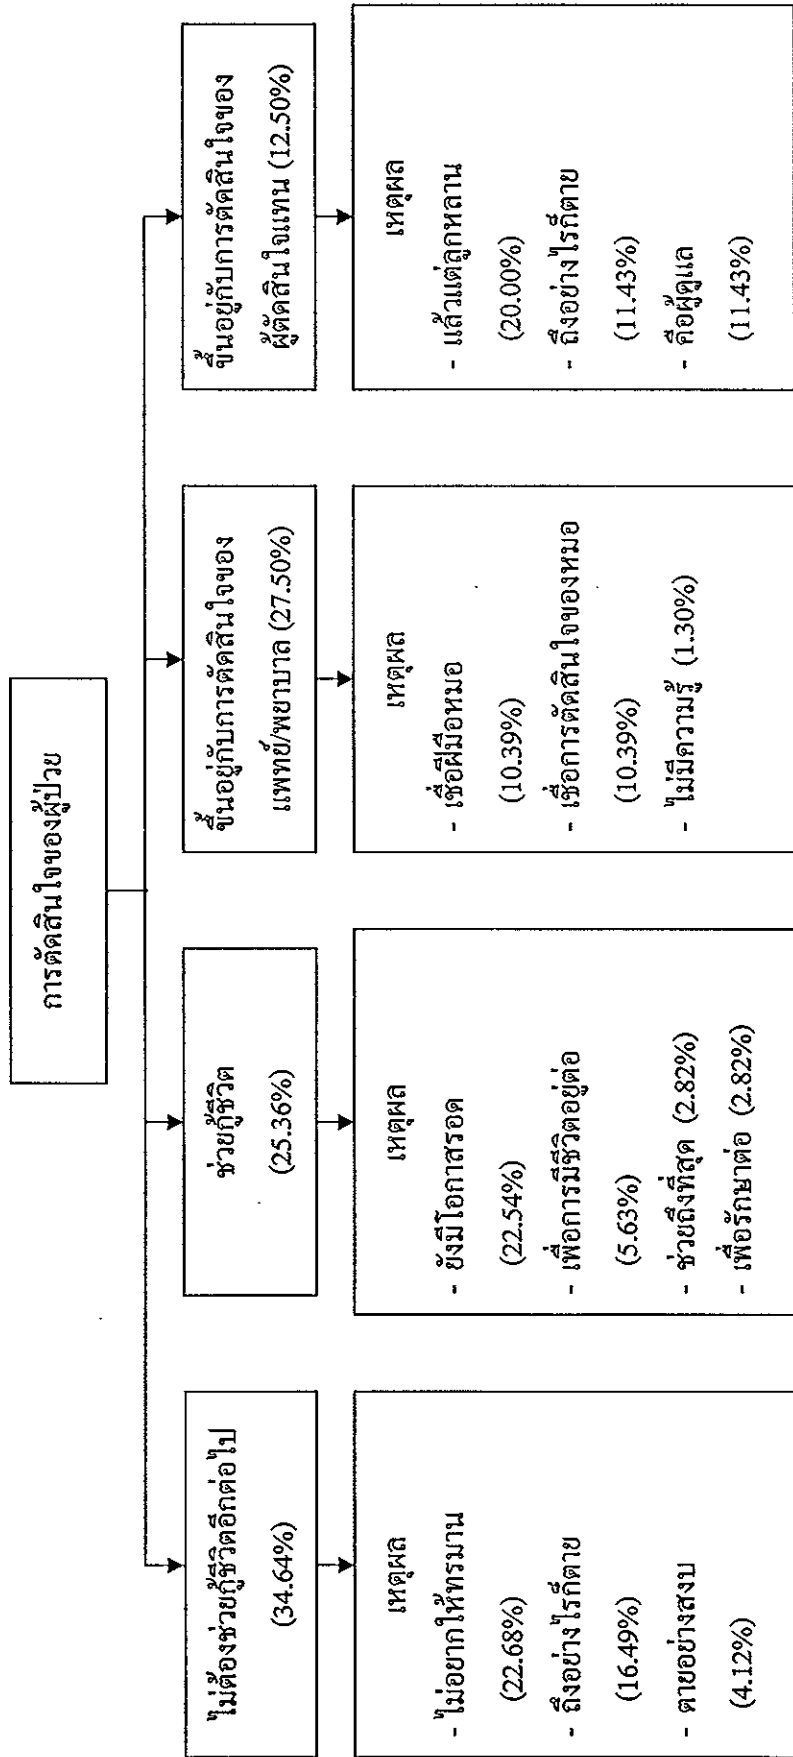 การตัดสินใจของผู้ป่วย
ไม่ต้องช่วยกู้ชีวิตอีกต่อไป
(34.64%)
เหตุผล
- ไม่อยากให้ทรมาน
(22.68%)
- ถึงอย่างไรก็ตาย
(16.49%)
- ตายอย่างสงบ
(4.12%)
ช่วยกู้ชีวิต
(25.36%)
เหตุผล
- ยังมีโอกาสรอด
(22.54%)
- เพื่อการมีชีวิตอยู่ต่อ
(5.63%)
- ช่วยถึงที่สุด (2.82%)
- เพื่อรักษาต่อ (2.82%)
ขึ้นอยู่กับการตัดสินใจของ
แพทย์/พยาบาล (27.50%)
เหตุผล
- เชื่อฝีมือหมอ
(10.39%)
- เชื่อการตัดสินใจของหมอ
(10.39%)
- ไม่มีความรู้ (1.30%)
ขึ้นอยู่กับการตัดสินใจของ
ผู้ตัดสินใจแทน (12.50%)
เหตุผล
- แล้วแต่ลูกหลาน
(20.00%)
- ถึงอย่างไรก็ตาย
(11.43%)
- คือผู้ดูแล
(11.43%)